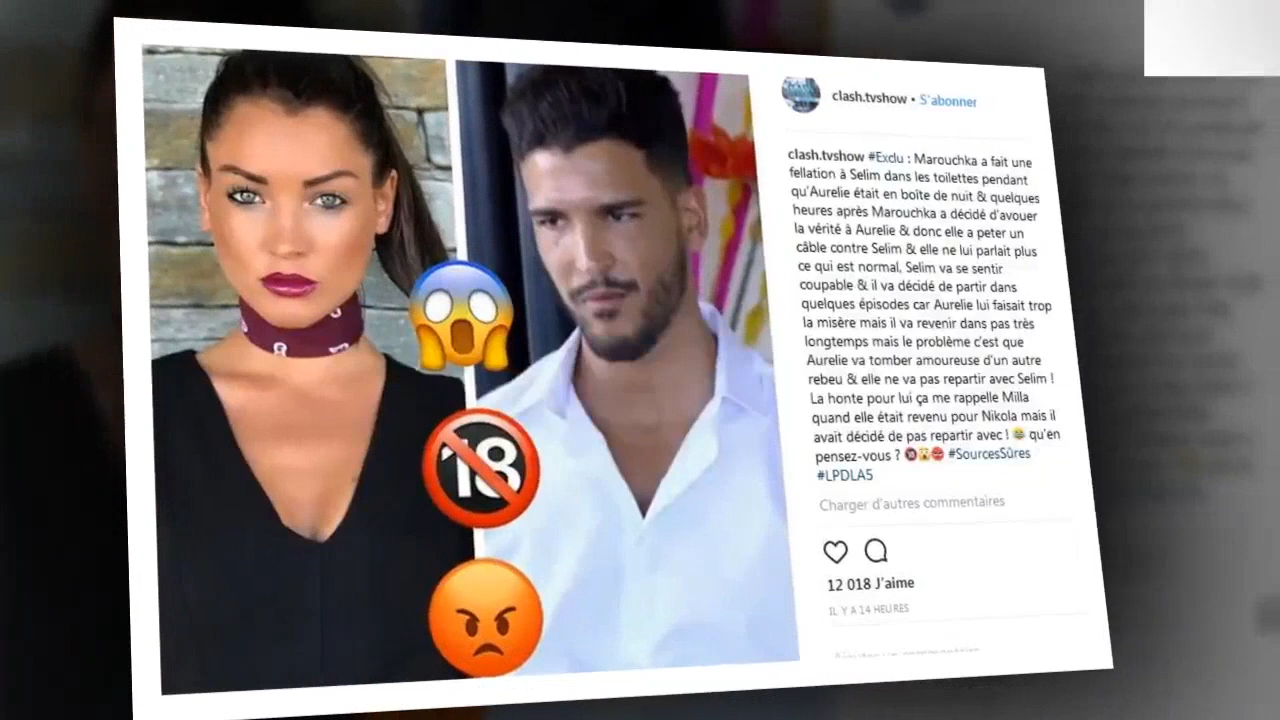 clash.tvshow • S'abonner
clash.tvshow #Exclu : Marouchka a fait une
fellation à Selim dans les toilettes pendant
qu'Aurelie était en boîte de nuit & quelques
heures après Marouchka a décidé d'avouer
la vérité à Aurelie & donc elle a peter un
câble contre Selim & elle ne lui parlait plus
ce qui est normal, Selim va se sentir
coupable & il va décidé de partir dans
quelques épisodes car Aurelie lui faisait trop
la misère mais il va revenir dans pas très
longtemps mais le problème c'est que
Aurelie va tomber amoureuse d'un autre
rebeu & elle ne va pas repartir avec Selim !
La honte pour lui ça me rappelle Milla
quand elle était revenu pour Nikola mais il
avait décidé de pas repartir avec ! 😂 qu'en
pensez-vous ? 🔞🙀😡 #SourcesSûres
#LPDLA5
Charger d'autres commentaires
12 018 J'aime
IL Y A 14 HEURES
18